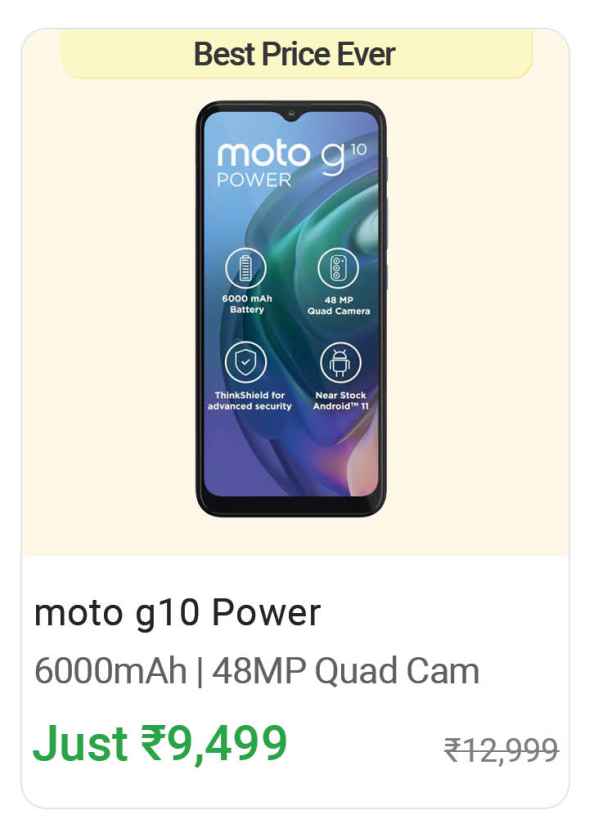 Best Price Ever
moto g 10
POWER
6000 mAh
Battery
48 MP
Quad Camera
ThinkShield for
advanced security
Near Stock
Android™ 11
moto g10 Power
6000mAh | 48MP Quad Cam
Just ₹9,499
₹12,999